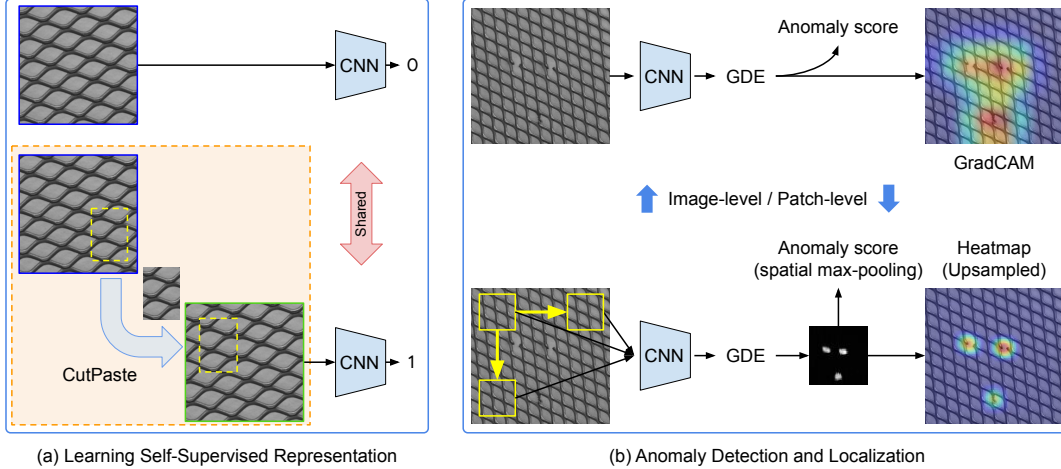 CNN
0
Shared
CutPaste
CNN
1
(a) Learning Self-Supervised Representation
Anomaly score
CNN
GDE
GradCAM
Image-level / Patch-level
Anomaly score
(spatial max-pooling)
Heatmap
(Upsampled)
CNN
GDE
(b) Anomaly Detection and Localization